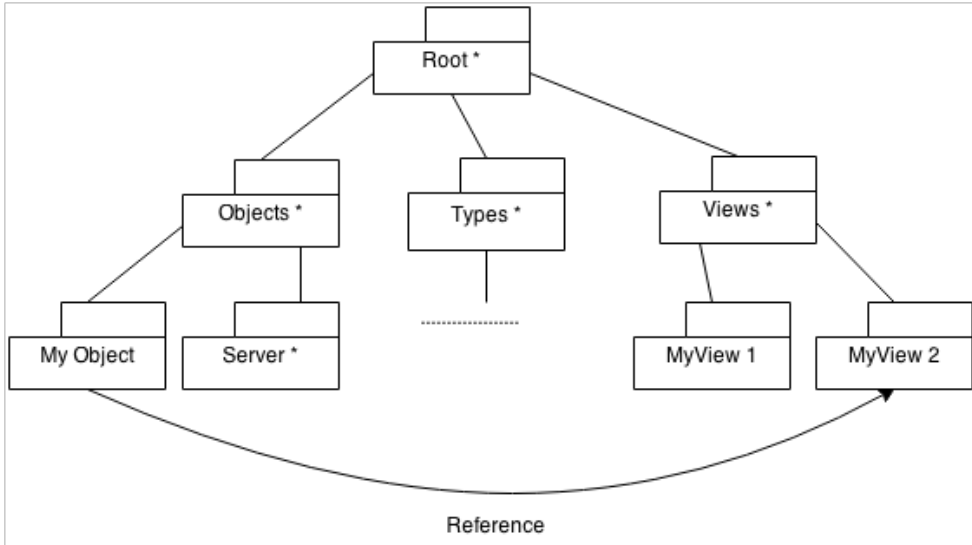 Root *
Objects *
Types *
Views *
My Object
Server *
MyView 1
MyView 2
Reference